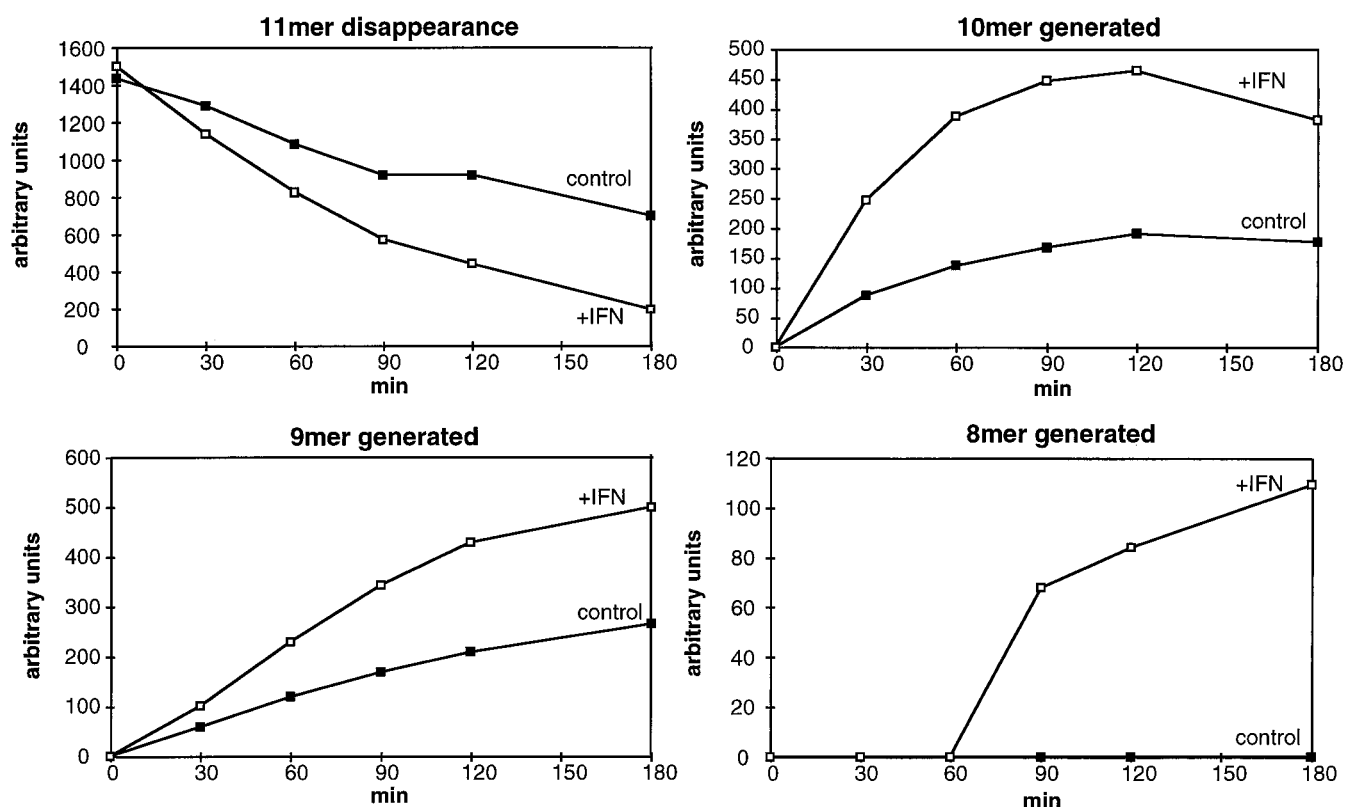 11mer disappearance
1600
1400
1200
1000
800
600
400
200
0
arbitrary units
control
+IFN
0 30 60 90 120 150 180
min
10mer generated
500
450
400
350
300
250
200
150
100
50
0
arbitrary units
+IFN
control
0 30 60 90 120 150 180
min
9mer generated
600
500
400
300
200
100
0
arbitrary units
+IFN
control
0 30 60 90 120 150 180
min
8mer generated
120
100
80
60
40
20
0
arbitrary units
+IFN
control
0 30 60 90 120 150 180
min